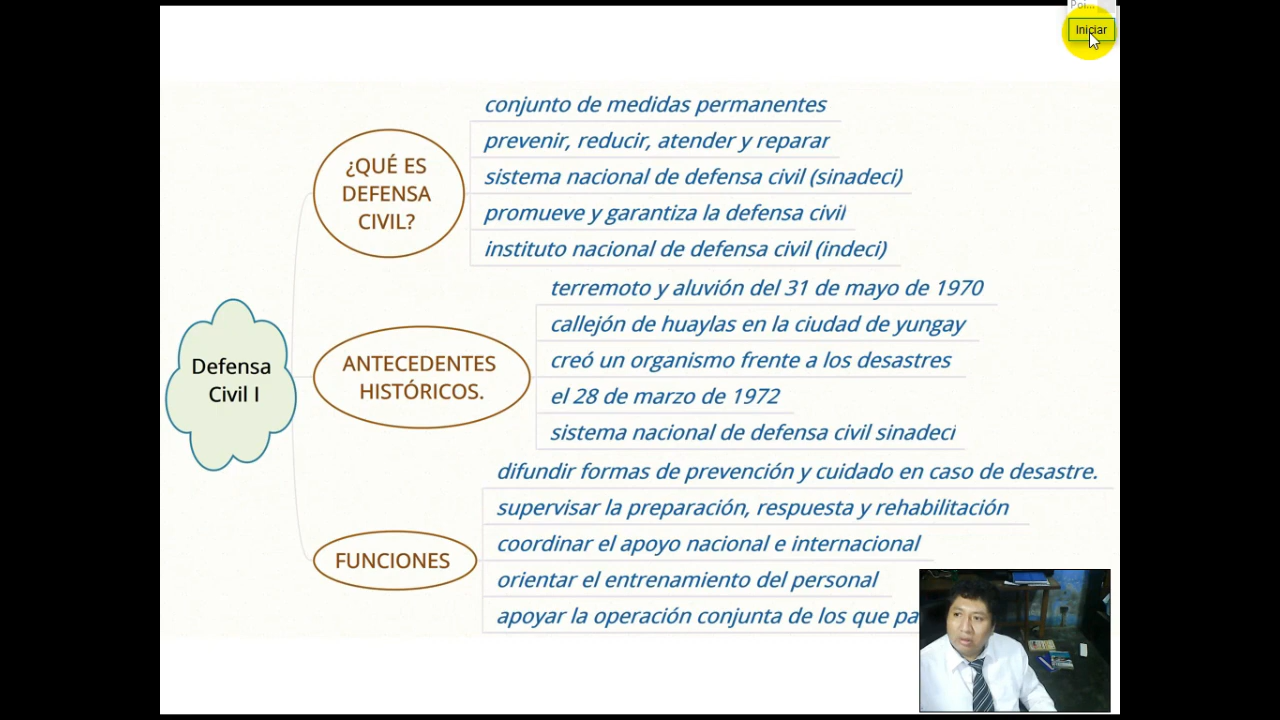 Poi...
Iniciar
Defensa
Civil I
¿QUÉ ES
DEFENSA
CIVIL?
conjunto de medidas permanentes
prevenir, reducir, atender y reparar
sistema nacional de defensa civil (sinadeci)
promueve y garantiza la defensa civil
instituto nacional de defensa civil (indeci)
ANTECEDENTES
HISTÓRICOS.
terremoto y aluvión del 31 de mayo de 1970
callejón de huaylas en la ciudad de yungay
creó un organismo frente a los desastres
el 28 de marzo de 1972
sistema nacional de defensa civil sinadeci
FUNCIONES
difundir formas de prevención y cuidado en caso de desastre.
supervisar la preparación, respuesta y rehabilitación
coordinar el apoyo nacional e internacional
orientar el entrenamiento del personal
apoyar la operación conjunta de los que pa